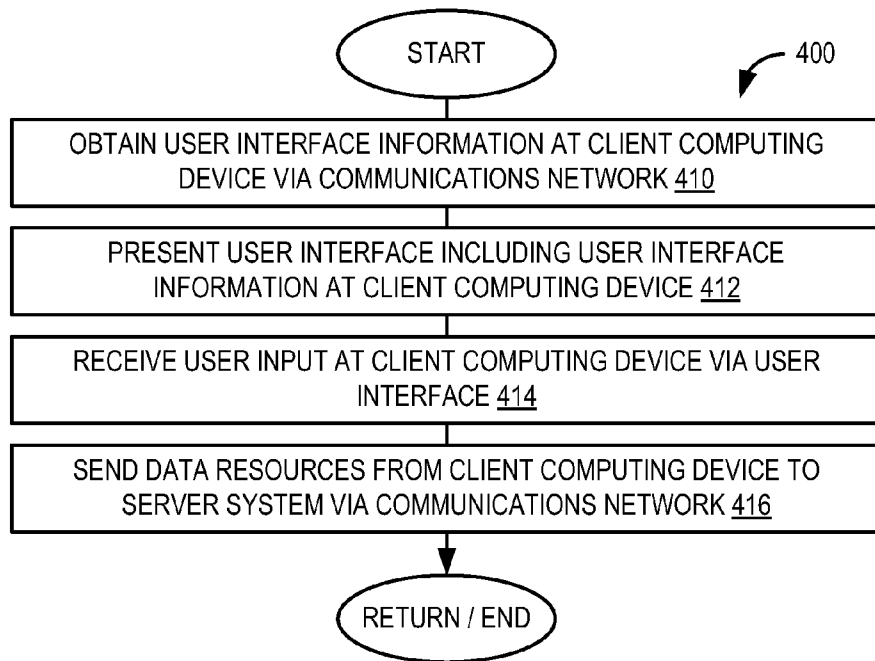 START
400
OBTAIN USER INTERFACE INFORMATION AT CLIENT COMPUTING
DEVICE VIA COMMUNICATIONS NETWORK 410
PRESENT USER INTERFACE INCLUDING USER INTERFACE
INFORMATION AT CLIENT COMPUTING DEVICE 412
RECEIVE USER INPUT AT CLIENT COMPUTING DEVICE VIA USER
INTERFACE 414
SEND DATA RESOURCES FROM CLIENT COMPUTING DEVICE TO
SERVER SYSTEM VIA COMMUNICATIONS NETWORK 416
RETURN / END